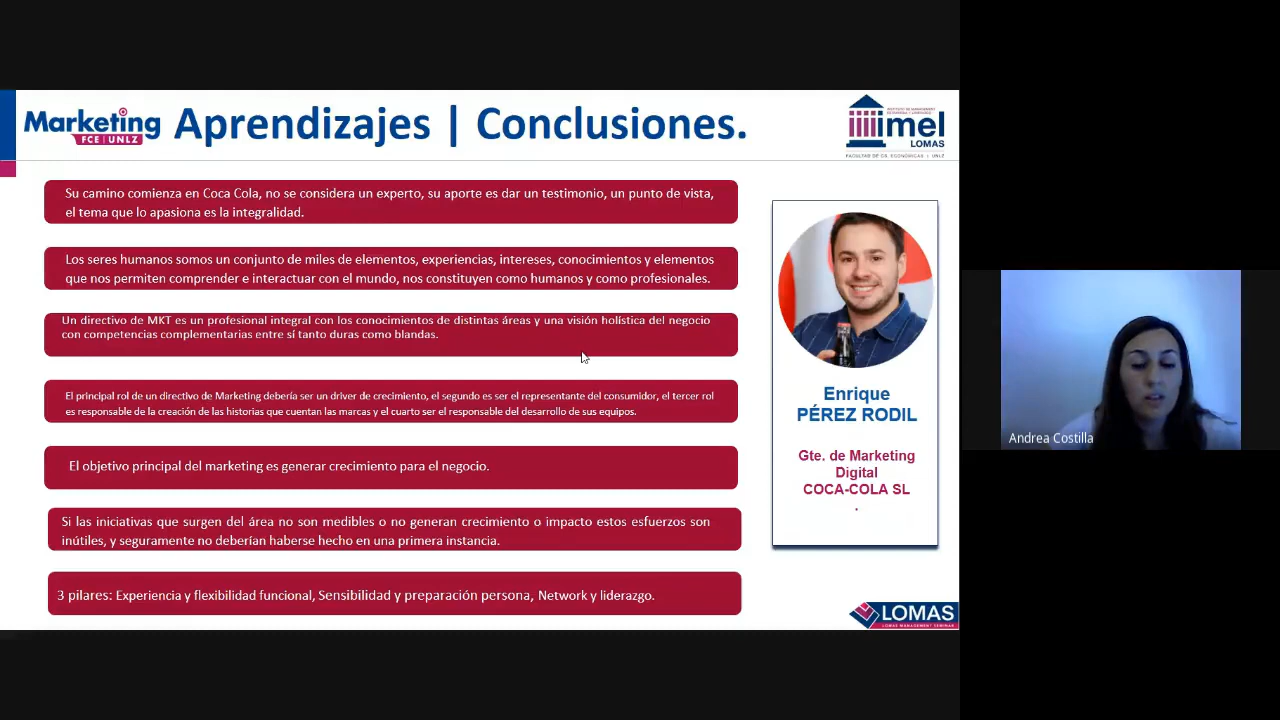 Marketing
FCE | UNLZ
Aprendizajes | Conclusiones.
imel
LOMAS
Su camino comienza en Coca Cola, no se considera un experto, su aporte es dar un testimonio, un punto de vista,
el tema que lo apasiona es la integralidad.
Los seres humanos somos un conjunto de miles de elementos, experiencias, intereses, conocimientos y elementos
que nos permiten comprender e interactuar con el mundo, nos constituyen como humanos y como profesionales.
Un directivo de MKT es un profesional integral con los conocimientos de distintas áreas y una visión holística del negocio
con competencias complementarias entre sí tanto duras como blandas.
El principal rol de un directivo de Marketing debería ser un driver de crecimiento, el segundo es ser el representante del consumidor, el tercer rol
es responsable de la creación de las historias que cuentan las marcas y el cuarto ser el responsable del desarrollo de sus equipos.
El objetivo principal del marketing es generar crecimiento para el negocio.
Si las iniciativas que surgen del área no son medibles o no generan crecimiento o impacto estos esfuerzos son
inútiles, y seguramente no deberían haberse hecho en una primera instancia.
3 pilares: Experiencia y flexibilidad funcional, Sensibilidad y preparación persona, Network y liderazgo.
Enrique
PÉREZ RODIL
Gte. de Marketing
Digital
COCA-COLA SL
.
LOMAS
LOMAS MANAGEMENT SEMINAR
Andrea Costilla